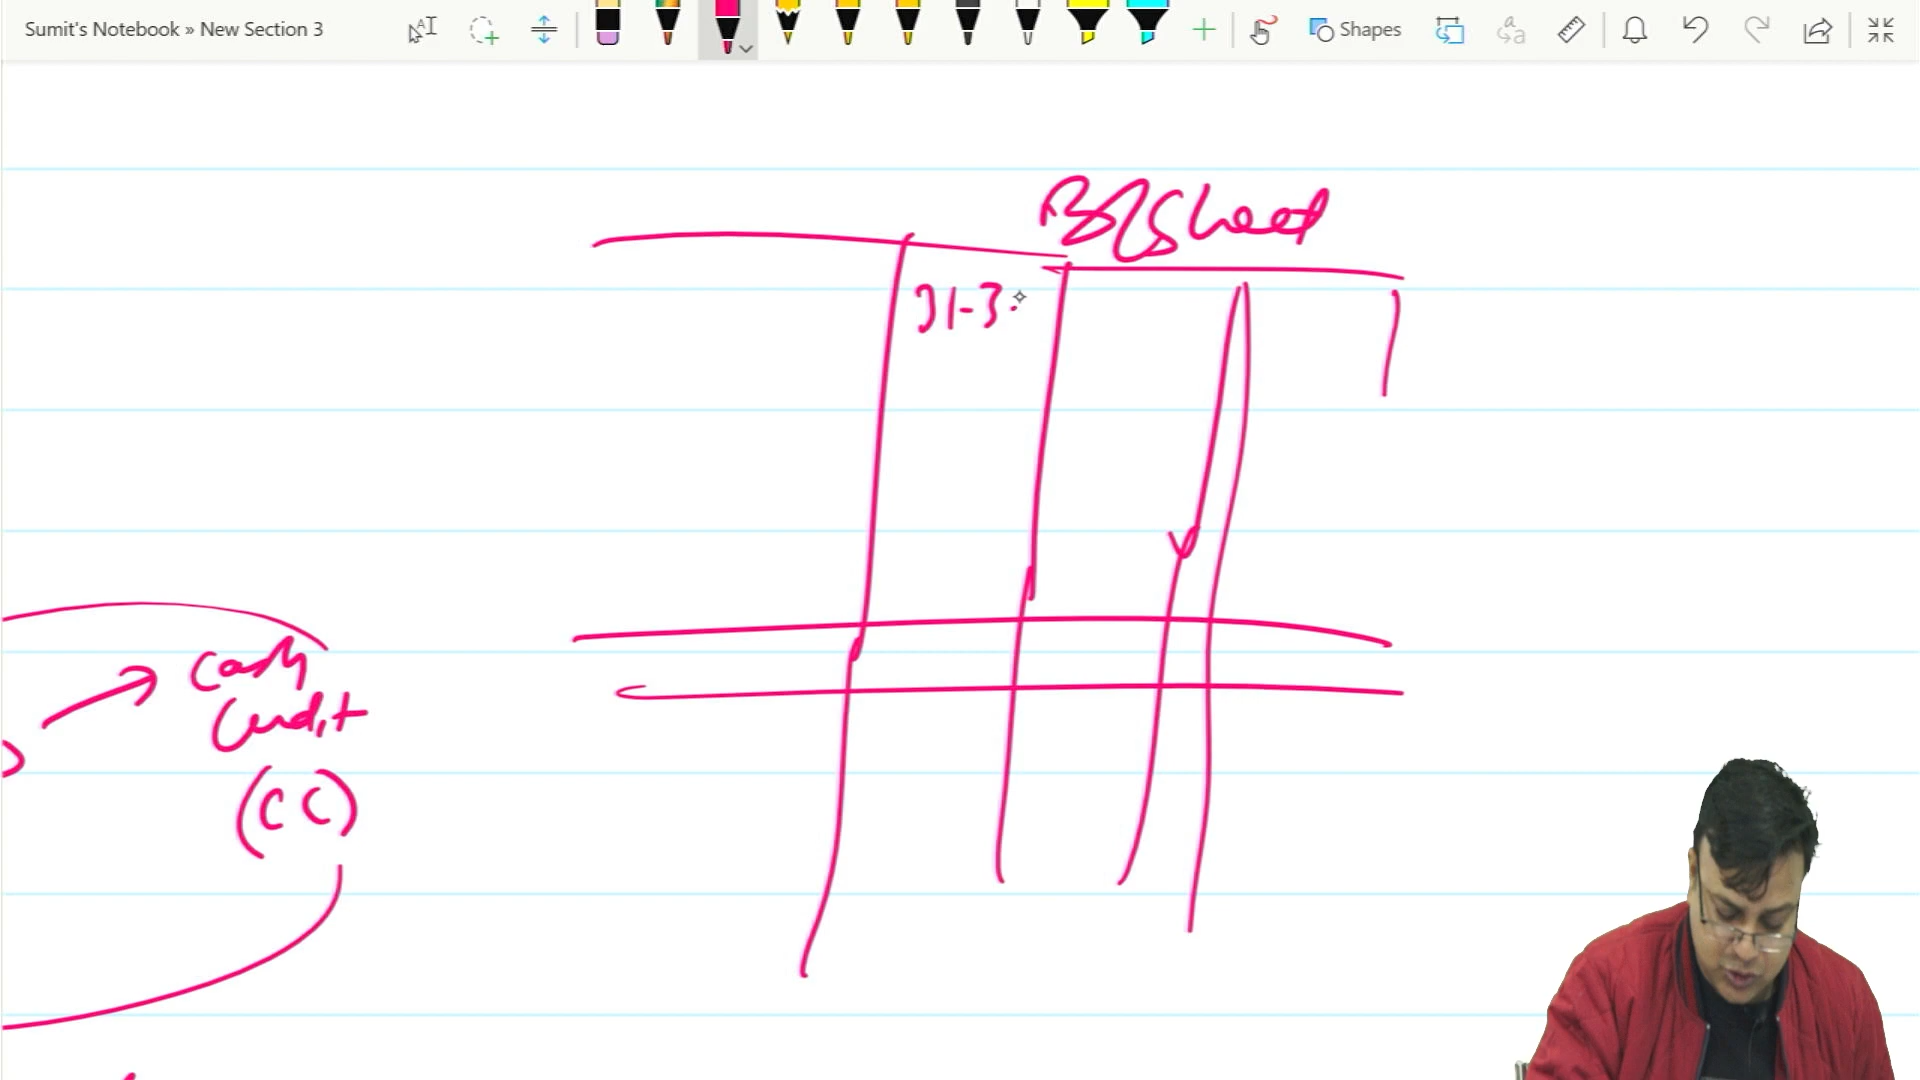 Sumit's Notebook » New Section 3
Shapes
B/Sheet
31-3.
Cash
Credit
(CC)